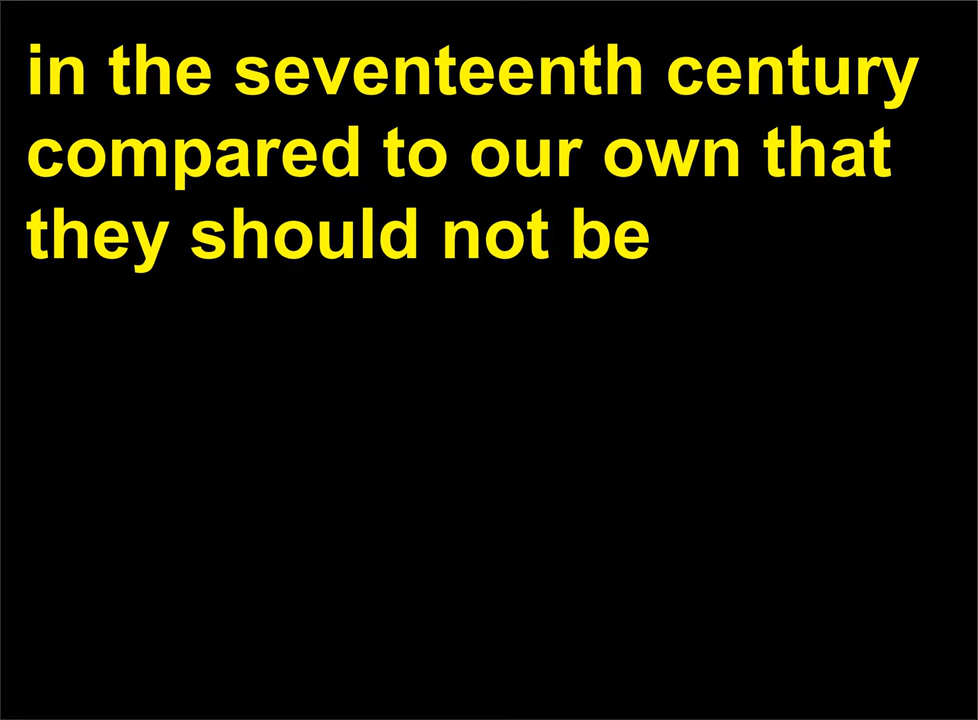 in the seventeenth century
compared to our own that
they should not be